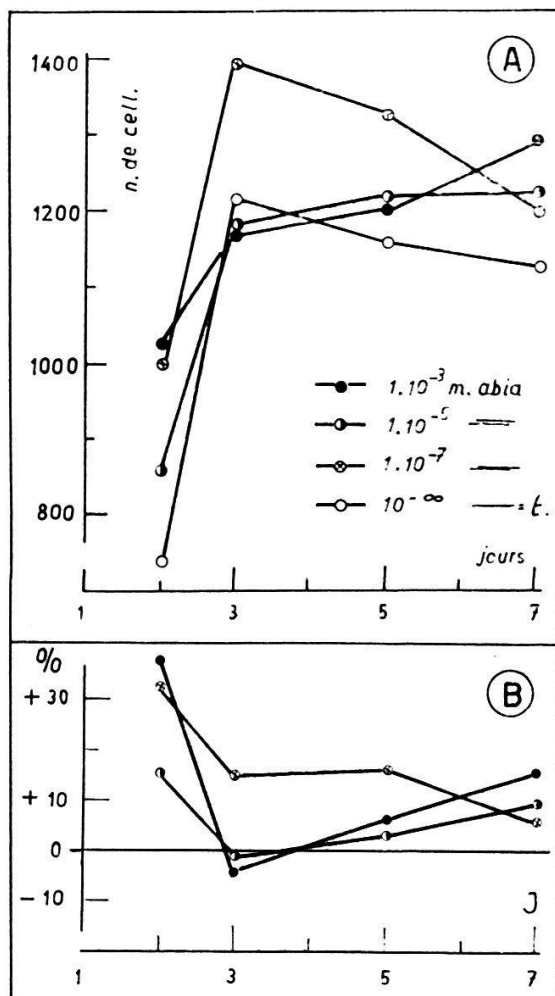 A
1400
n. de cell.
1200
1000
800
1.10⁻³ m. abia
1.10⁻⁵
1.10⁻⁷
10⁻∞ = t.
jours
1 3 5 7
B
%
+ 30
+ 10
0
- 10
J
1 3 5 7